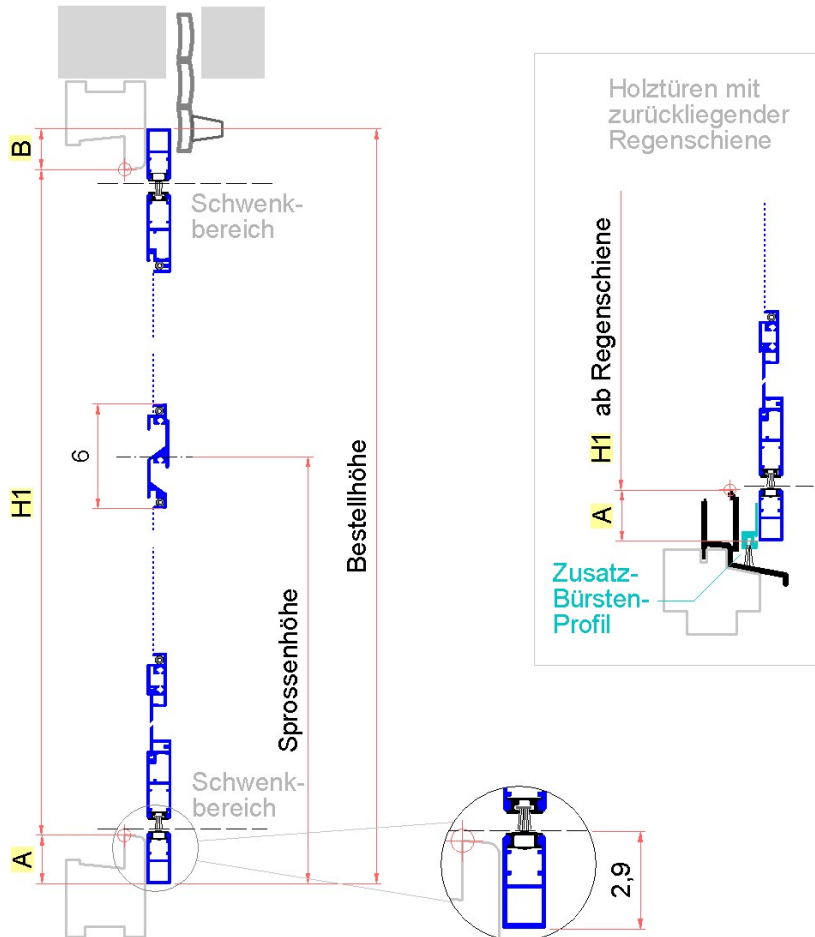 B
Schwenk-
bereich
H1
6
Bestellhöhe
Sprossenhöhe
Schwenk-
bereich
A
2,9
Holztüren mit
zurückliegender
Regenschiene
H1 ab Regenschiene
A
Zusatz-
Bürsten-
Profil